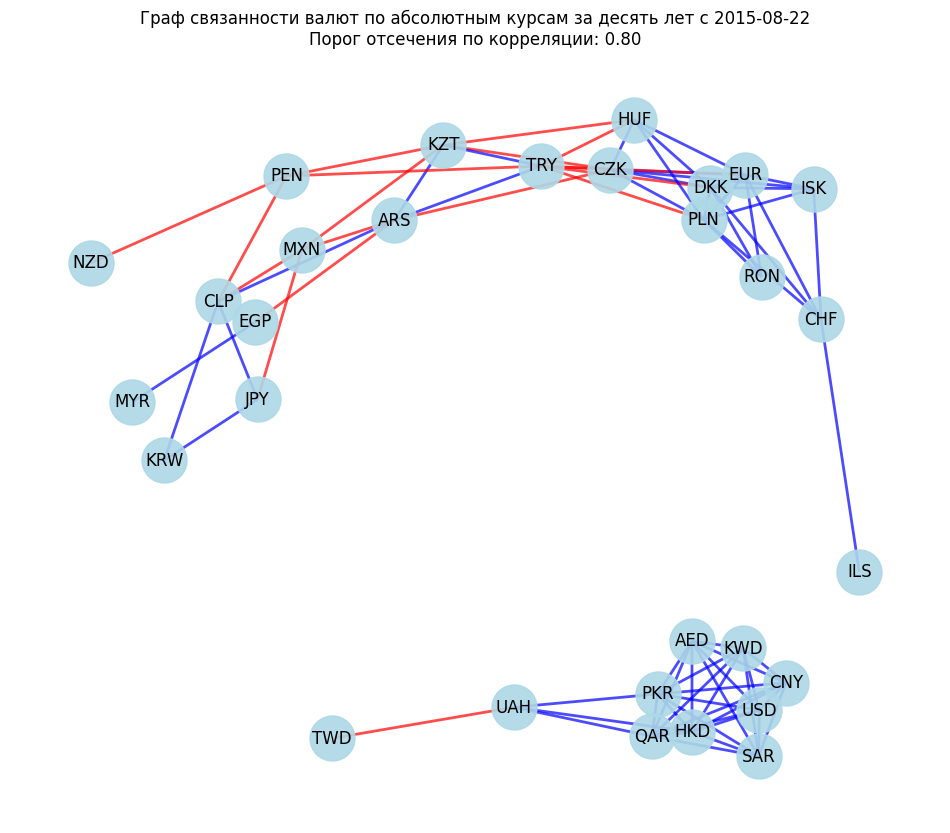 Граф связанности валют по абсолютным курсам за десять лет с 2015-08-22
Порог отсечения по корреляции: 0.80
HUF
KZT
TRY
CZK
PEN
EUR
DKK
ISK
ARS
PLN
MXN
NZD
RON
CLP
EGP
CHF
MYR
JPY
KRW
ILS
AED
KWD
CNY
PKR
UAH
USD
HKD
QAR
TWD
SAR